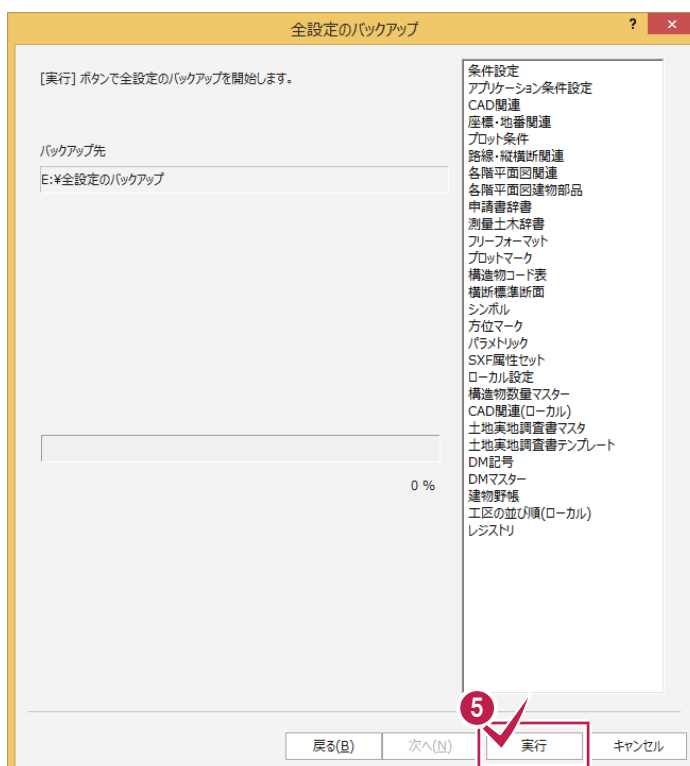 全設定のバックアップ
? ×
[実行] ボタンで全設定のバックアップを開始します。
バックアップ先
E:¥全設定のバックアップ
0 %
条件設定
アプリケーション条件設定
CAD関連
座標・地番関連
プロット条件
路線・縦横断関連
各階平面図関連
各階平面図建物部品
申請書辞書
測量土木辞書
フリーフォーマット
プロットマーク
構造物コード表
横断標準断面
シンボル
方位マーク
パラメトリック
SXF属性セット
ローカル設定
構造物数量マスター
CAD関連(ローカル)
土地実地調査書マスタ
土地実地調査書テンプレート
DM記号
DMマスター
建物野帳
工区の並び順(ローカル)
レジストリ
5
戻る(B) 次へ(N) 実行 キャンセル